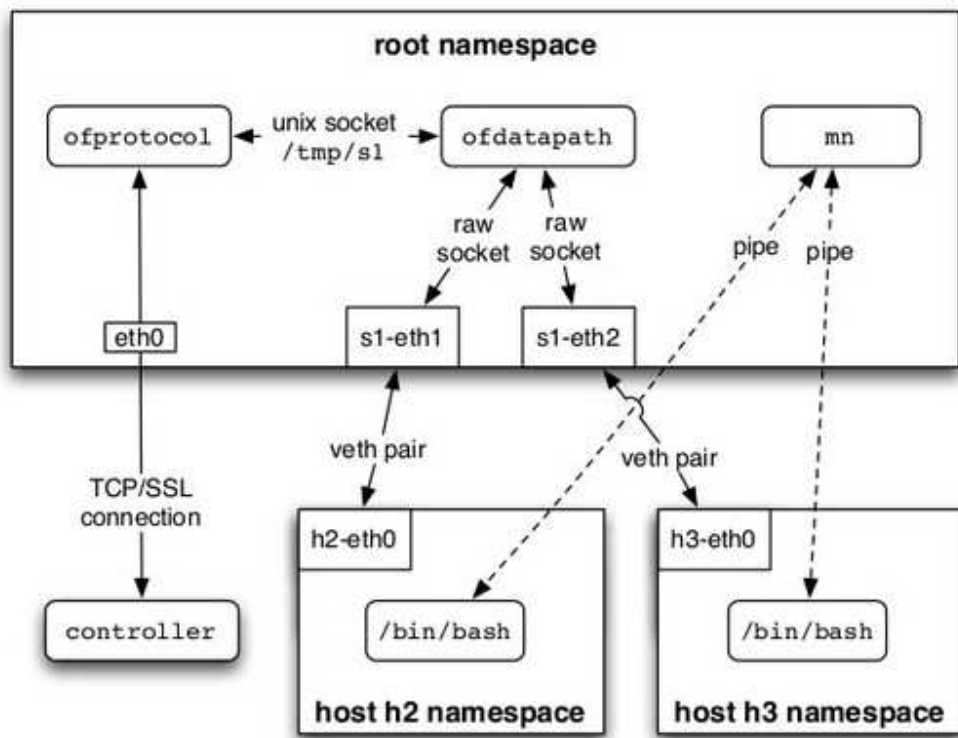 root namespace
ofprotocol
unix socket
/tmp/s1
ofdatapath
mn
raw
socket
raw
socket
pipe
pipe
eth0
s1-eth1
s1-eth2
veth pair
veth pair
TCP/SSL
connection
h2-eth0
h3-eth0
controller
/bin/bash
/bin/bash
host h2 namespace
host h3 namespace